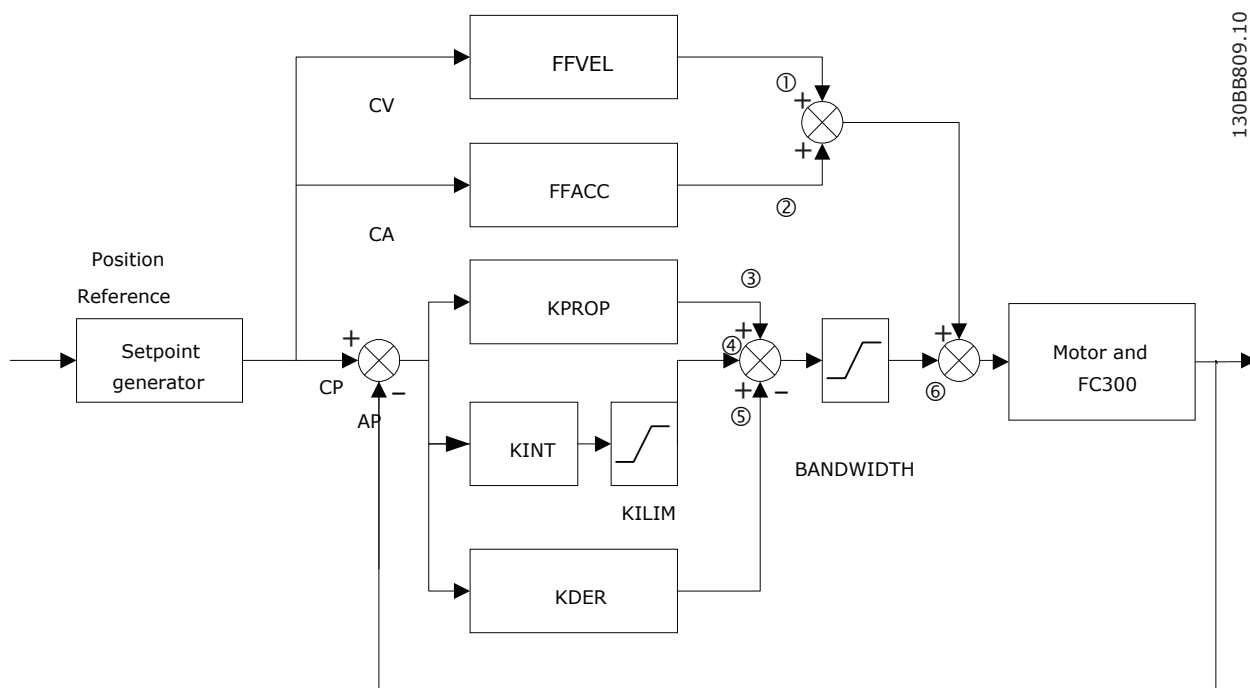 130BB809.10
FFVEL
①
+
CV
+
FFACC
②
CA
Position
Reference
KPROP
③
+
+
④
+
Setpoint
generator
CP
−
AP
+
⑤
−
⑥
Motor and
FC300
KINT
BANDWIDTH
KILIM
KDER